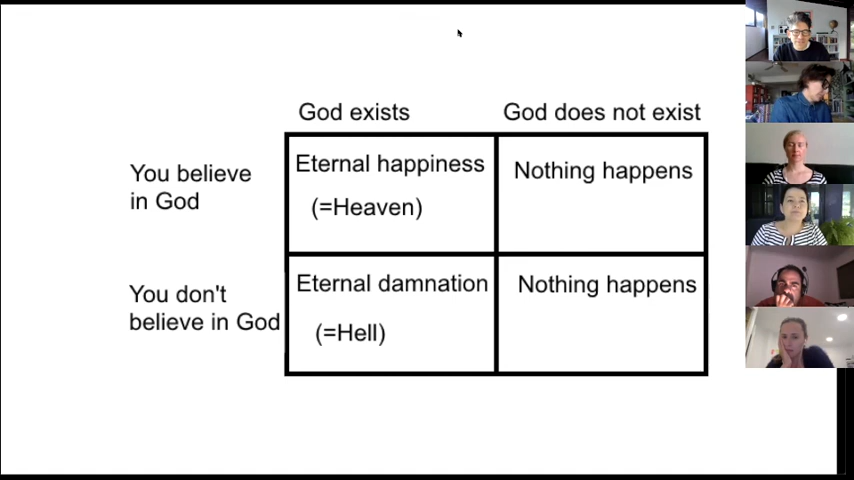 God exists
God does not exist
You believe
in God
Eternal happiness
(=Heaven)
Nothing happens
You don't
believe in God
Eternal damnation
(=Hell)
Nothing happens